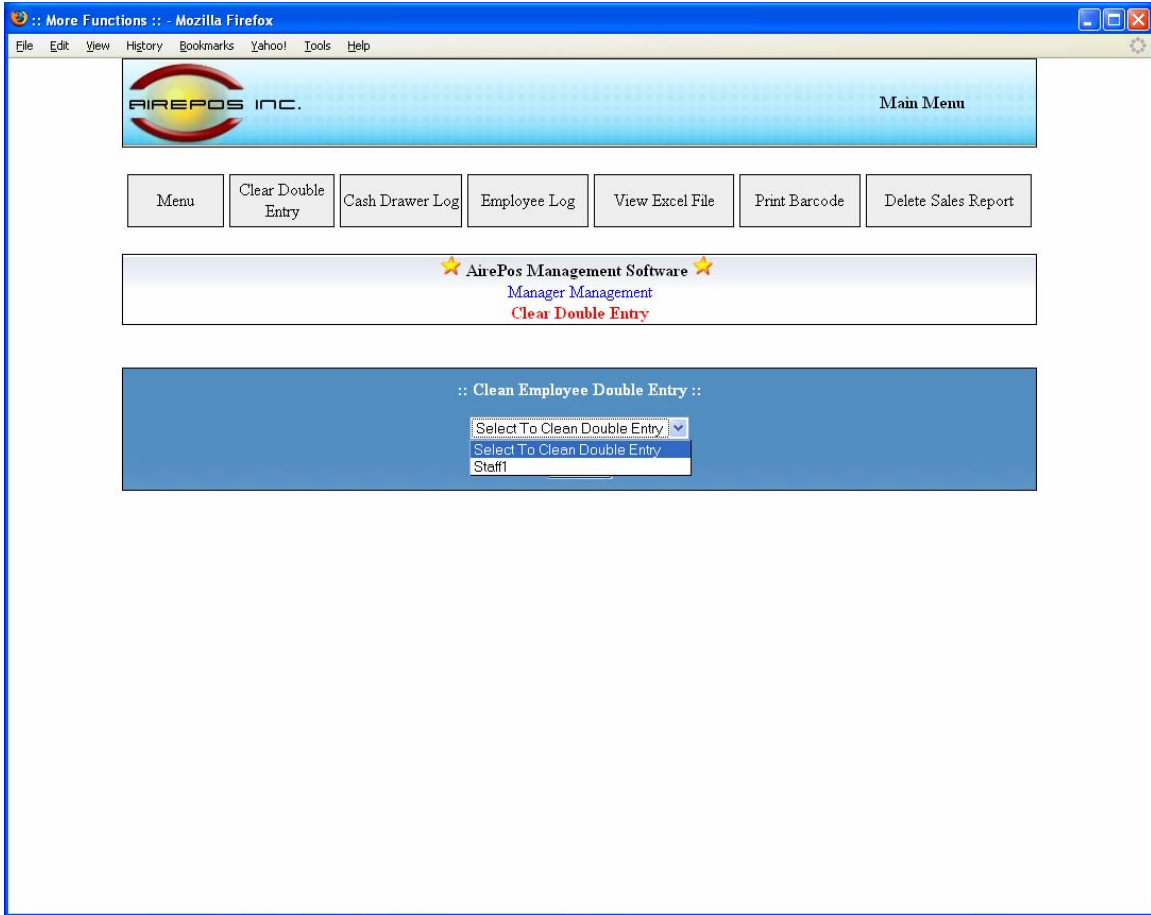 :: More Functions :: - Mozilla Firefox
File Edit View History Bookmarks Yahoo! Tools Help
AIREPOS INC.
Main Menu
Menu
Clear Double
Entry
Cash Drawer Log
Employee Log
View Excel File
Print Barcode
Delete Sales Report
AirePos Management Software
Manager Management
Clear Double Entry
:: Clean Employee Double Entry ::
Select To Clean Double Entry
Select To Clean Double Entry
Staff1